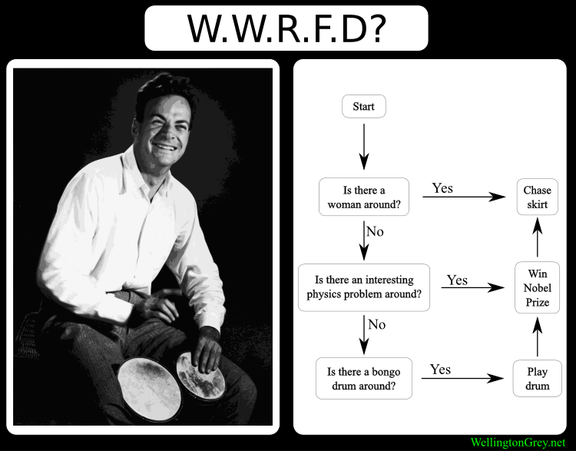 W.W.R.F.D?
Start
Is there a
woman around?
Yes
Chase
skirt
No
Is there an interesting
physics problem around?
Yes
Win
Nobel
Prize
No
Is there a bongo
drum around?
Yes
Play
drum
WellingtonGrey.net